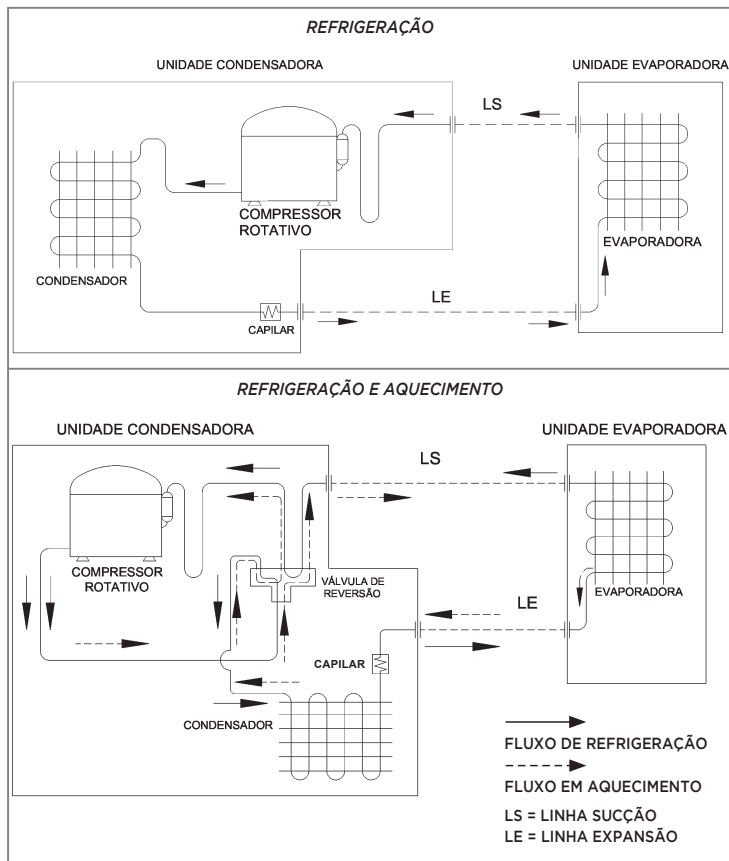 REFRIGERAÇÃO
UNIDADE CONDENSADORA
UNIDADE EVAPORADORA
LS
COMPRESSOR
ROTATIVO
EVAPORADORA
CONDENSADOR
LE
CAPILAR
REFRIGERAÇÃO E AQUECIMENTO
UNIDADE CONDENSADORA
UNIDADE EVAPORADORA
LS
COMPRESSOR
ROTATIVO
VÁLVULA DE
REVERSÃO
EVAPORADORA
LE
CAPILAR
CONDENSADOR
FLUXO DE REFRIGERAÇÃO
FLUXO EM AQUECIMENTO
LS = LINHA SUCÇÃO
LE = LINHA EXPANSÃO